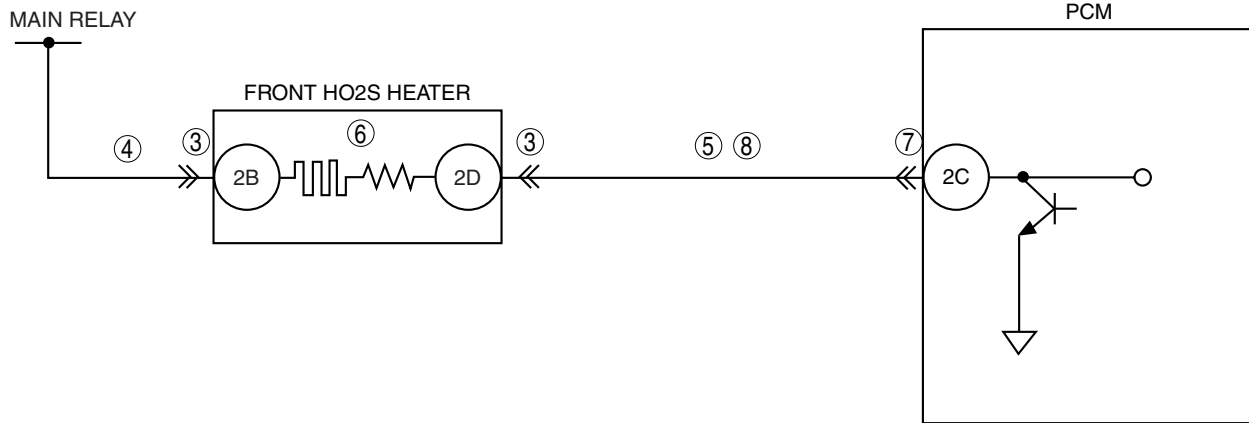 MAIN RELAY
PCM
FRONT HO2S HEATER
④ ③ ⑥ ③ ⑤ ⑧ ⑦
2B 2D 2C